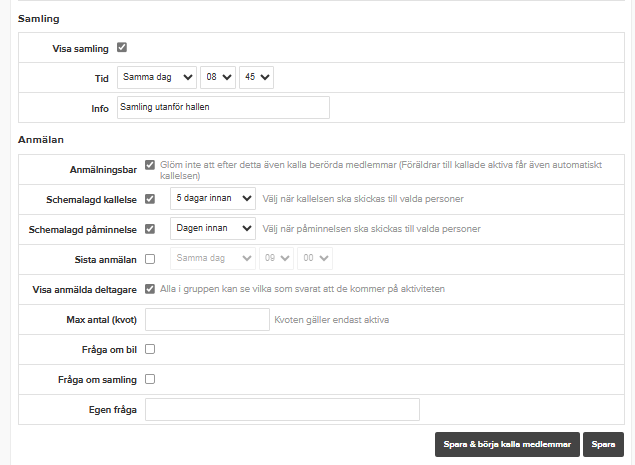 Samling
Visa samling
Tid Samma dag 08 45
Info Samling utanför hallen
Anmälan
Anmälningsbar Glöm inte att efter detta även kalla berörda medlemmar (Föräldrar till kallade aktiva får även automatiskt
kallelsen)
Schemalagd kallelse 5 dagar innan Välj när kallelsen ska skickas till valda personer
Schemalagd påminnelse Dagen innan Välj när påminnelsen ska skickas till valda personer
Sista anmälan Samma dag 09 00
Visa anmälda deltagare Alla i gruppen kan se vilka som svarat att de kommer på aktiviteten
Max antal (kvot) Kvoten gäller endast aktiva
Fråga om bil
Fråga om samling
Egen fråga
Spara & börja kalla medlemmar Spara